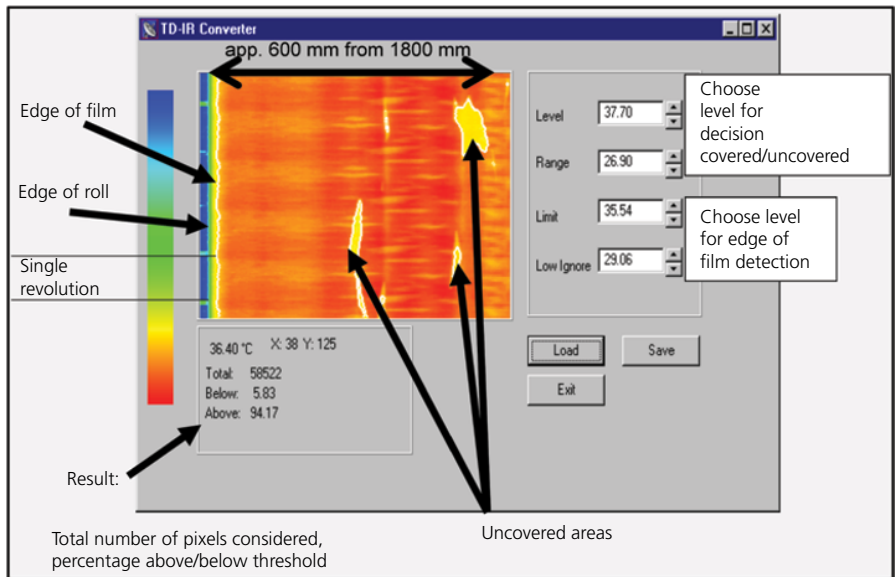 TD-IR Converter
app. 600 mm from 1800 mm
Edge of film
Edge of roll
Single
revolution
Level 37.70
Range 26.90
Limit 35.54
Low Ignore 29.06
Choose
level for
decision
covered/uncovered
Choose level
for edge of
film detection
36.40 °C X: 38 Y: 125
Total: 58522
Below: 5.83
Above: 94.17
Load Save
Exit
Result:
Total number of pixels considered,
percentage above/below threshold
Uncovered areas